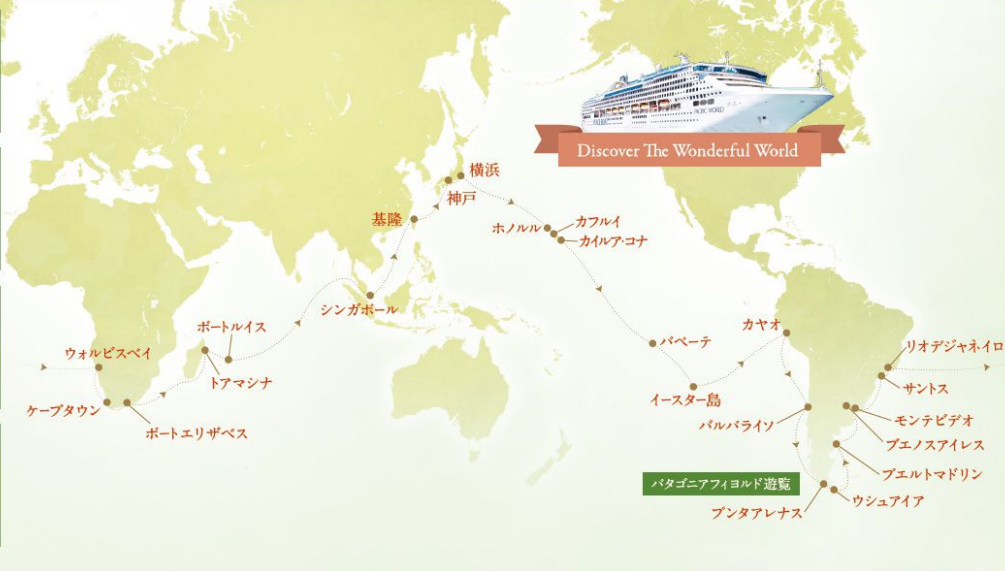 PACIFIC WORLD
Discover The Wonderful World
横浜
神戸
基隆
ホノルル
カフルイ
カイルア・コナ
シンガポール
ポートルイス
カヤオ
パペーテ
リオデジャネイロ
ウォルビスベイ
トアマシナ
サントス
イースター島
ケープタウン
バルパライソ
モンテビデオ
ポートエリザベス
ブエノスアイレス
プエルトマドリン
パタゴニアフィヨルド遊覧
ウシュアイア
プンタアレナス